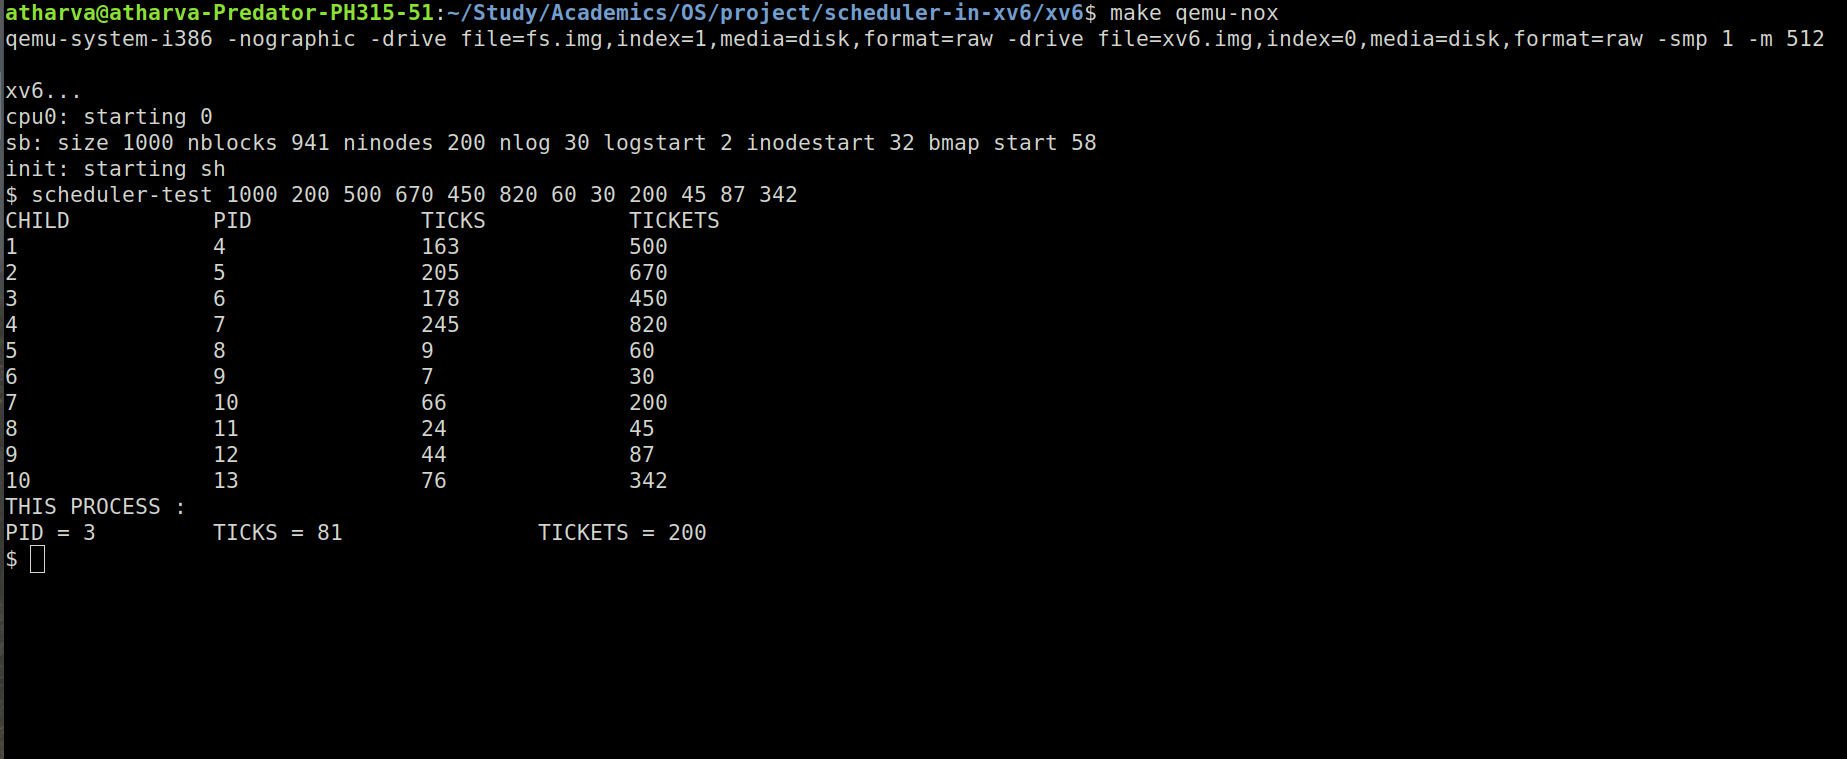 atharva@atharva-Predator-PH315-51:~/Study/Academics/OS/project/scheduler-in-xv6/xv6$ make qemu-nox
qemu-system-i386 -nographic -drive file=fs.img,index=1,media=disk,format=raw -drive file=xv6.img,index=0,media=disk,format=raw -smp 1 -m 512
xv6...
cpu0: starting 0
sb: size 1000 nblocks 941 ninodes 200 nlog 30 logstart 2 inodestart 32 bmap start 58
init: starting sh
$ scheduler-test 1000 200 500 670 450 820 60 30 200 45 87 342
CHILD PID TICKS TICKETS
1 4 163 500
2 5 205 670
3 6 178 450
4 7 245 820
5 8 9 60
6 9 7 30
7 10 66 200
8 11 24 45
9 12 44 87
10 13 76 342
THIS PROCESS :
PID = 3 TICKS = 81 TICKETS = 200
$